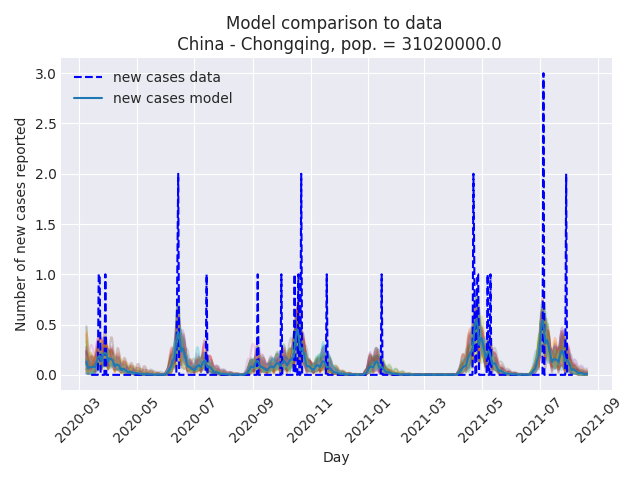 Model comparison to data
China - Chongqing, pop. = 31020000.0
new cases data
new cases model
Number of new cases reported
3.0
2.5
2.0
1.5
1.0
0.5
0.0
2020-03
2020-05
2020-07
2020-09
2020-11
2021-01
2021-03
2021-05
2021-07
2021-09
Day